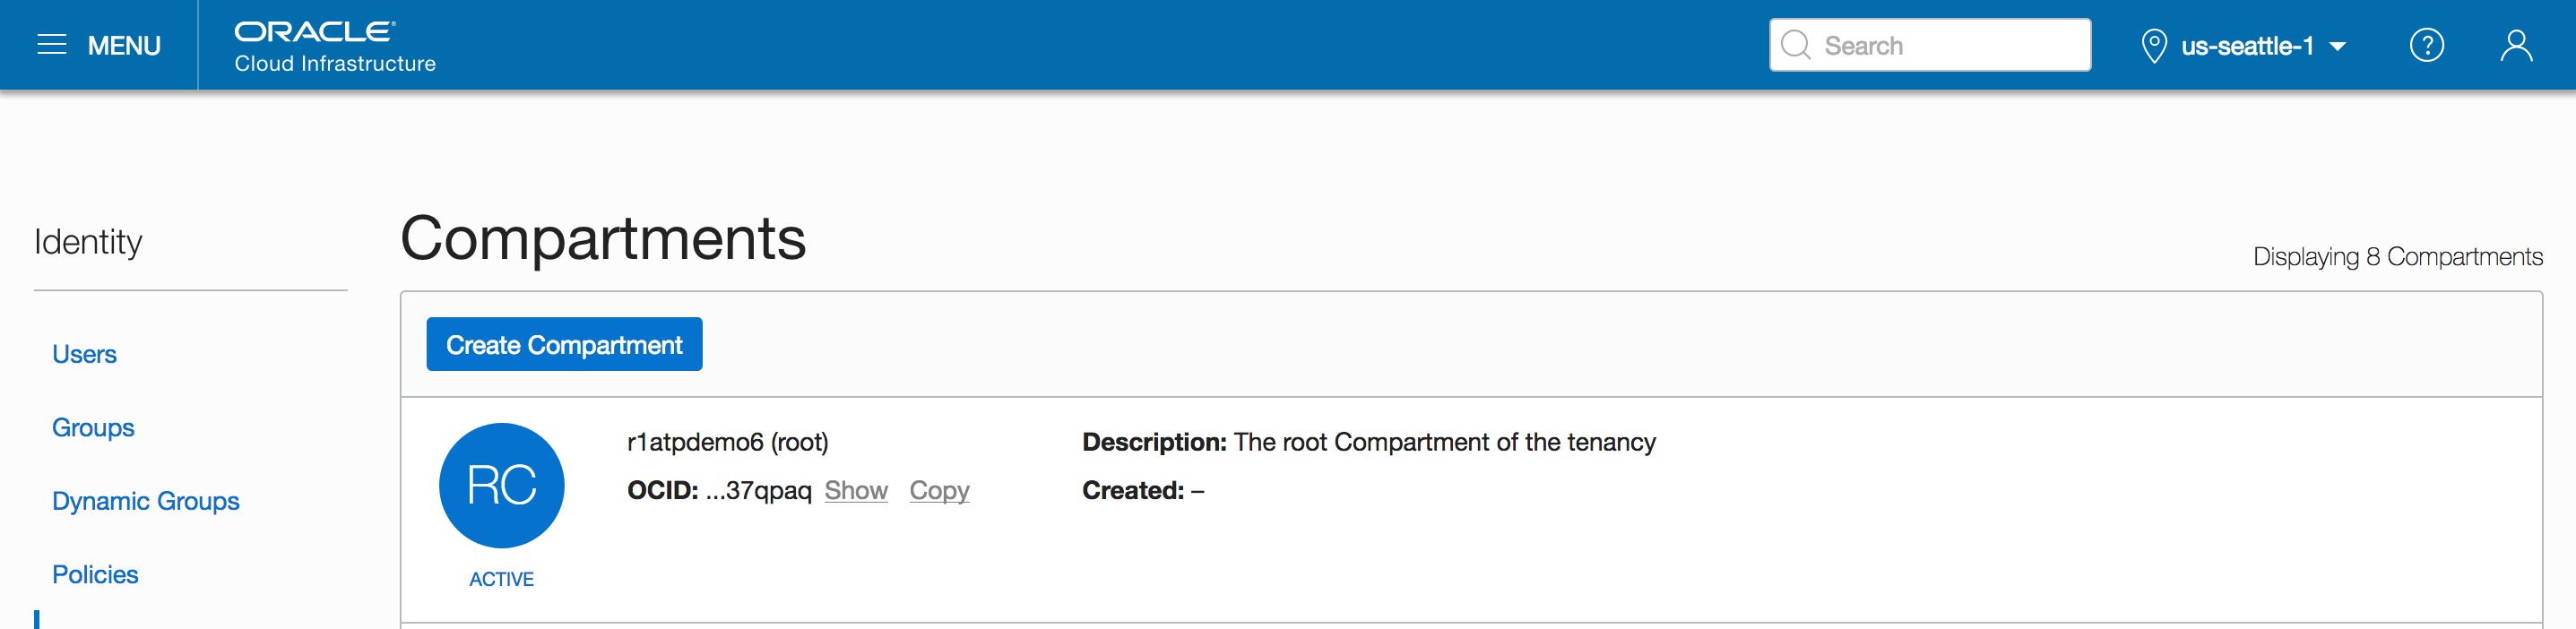 MENU
ORACLE®
Cloud Infrastructure
Search
us-seattle-1
?
Identity
Users
Groups
Dynamic Groups
Policies
Compartments
Displaying 8 Compartments
Create Compartment
RC
ACTIVE
r1atpdemo6 (root)
OCID: ...37qpaq Show Copy
Description: The root Compartment of the tenancy
Created: –